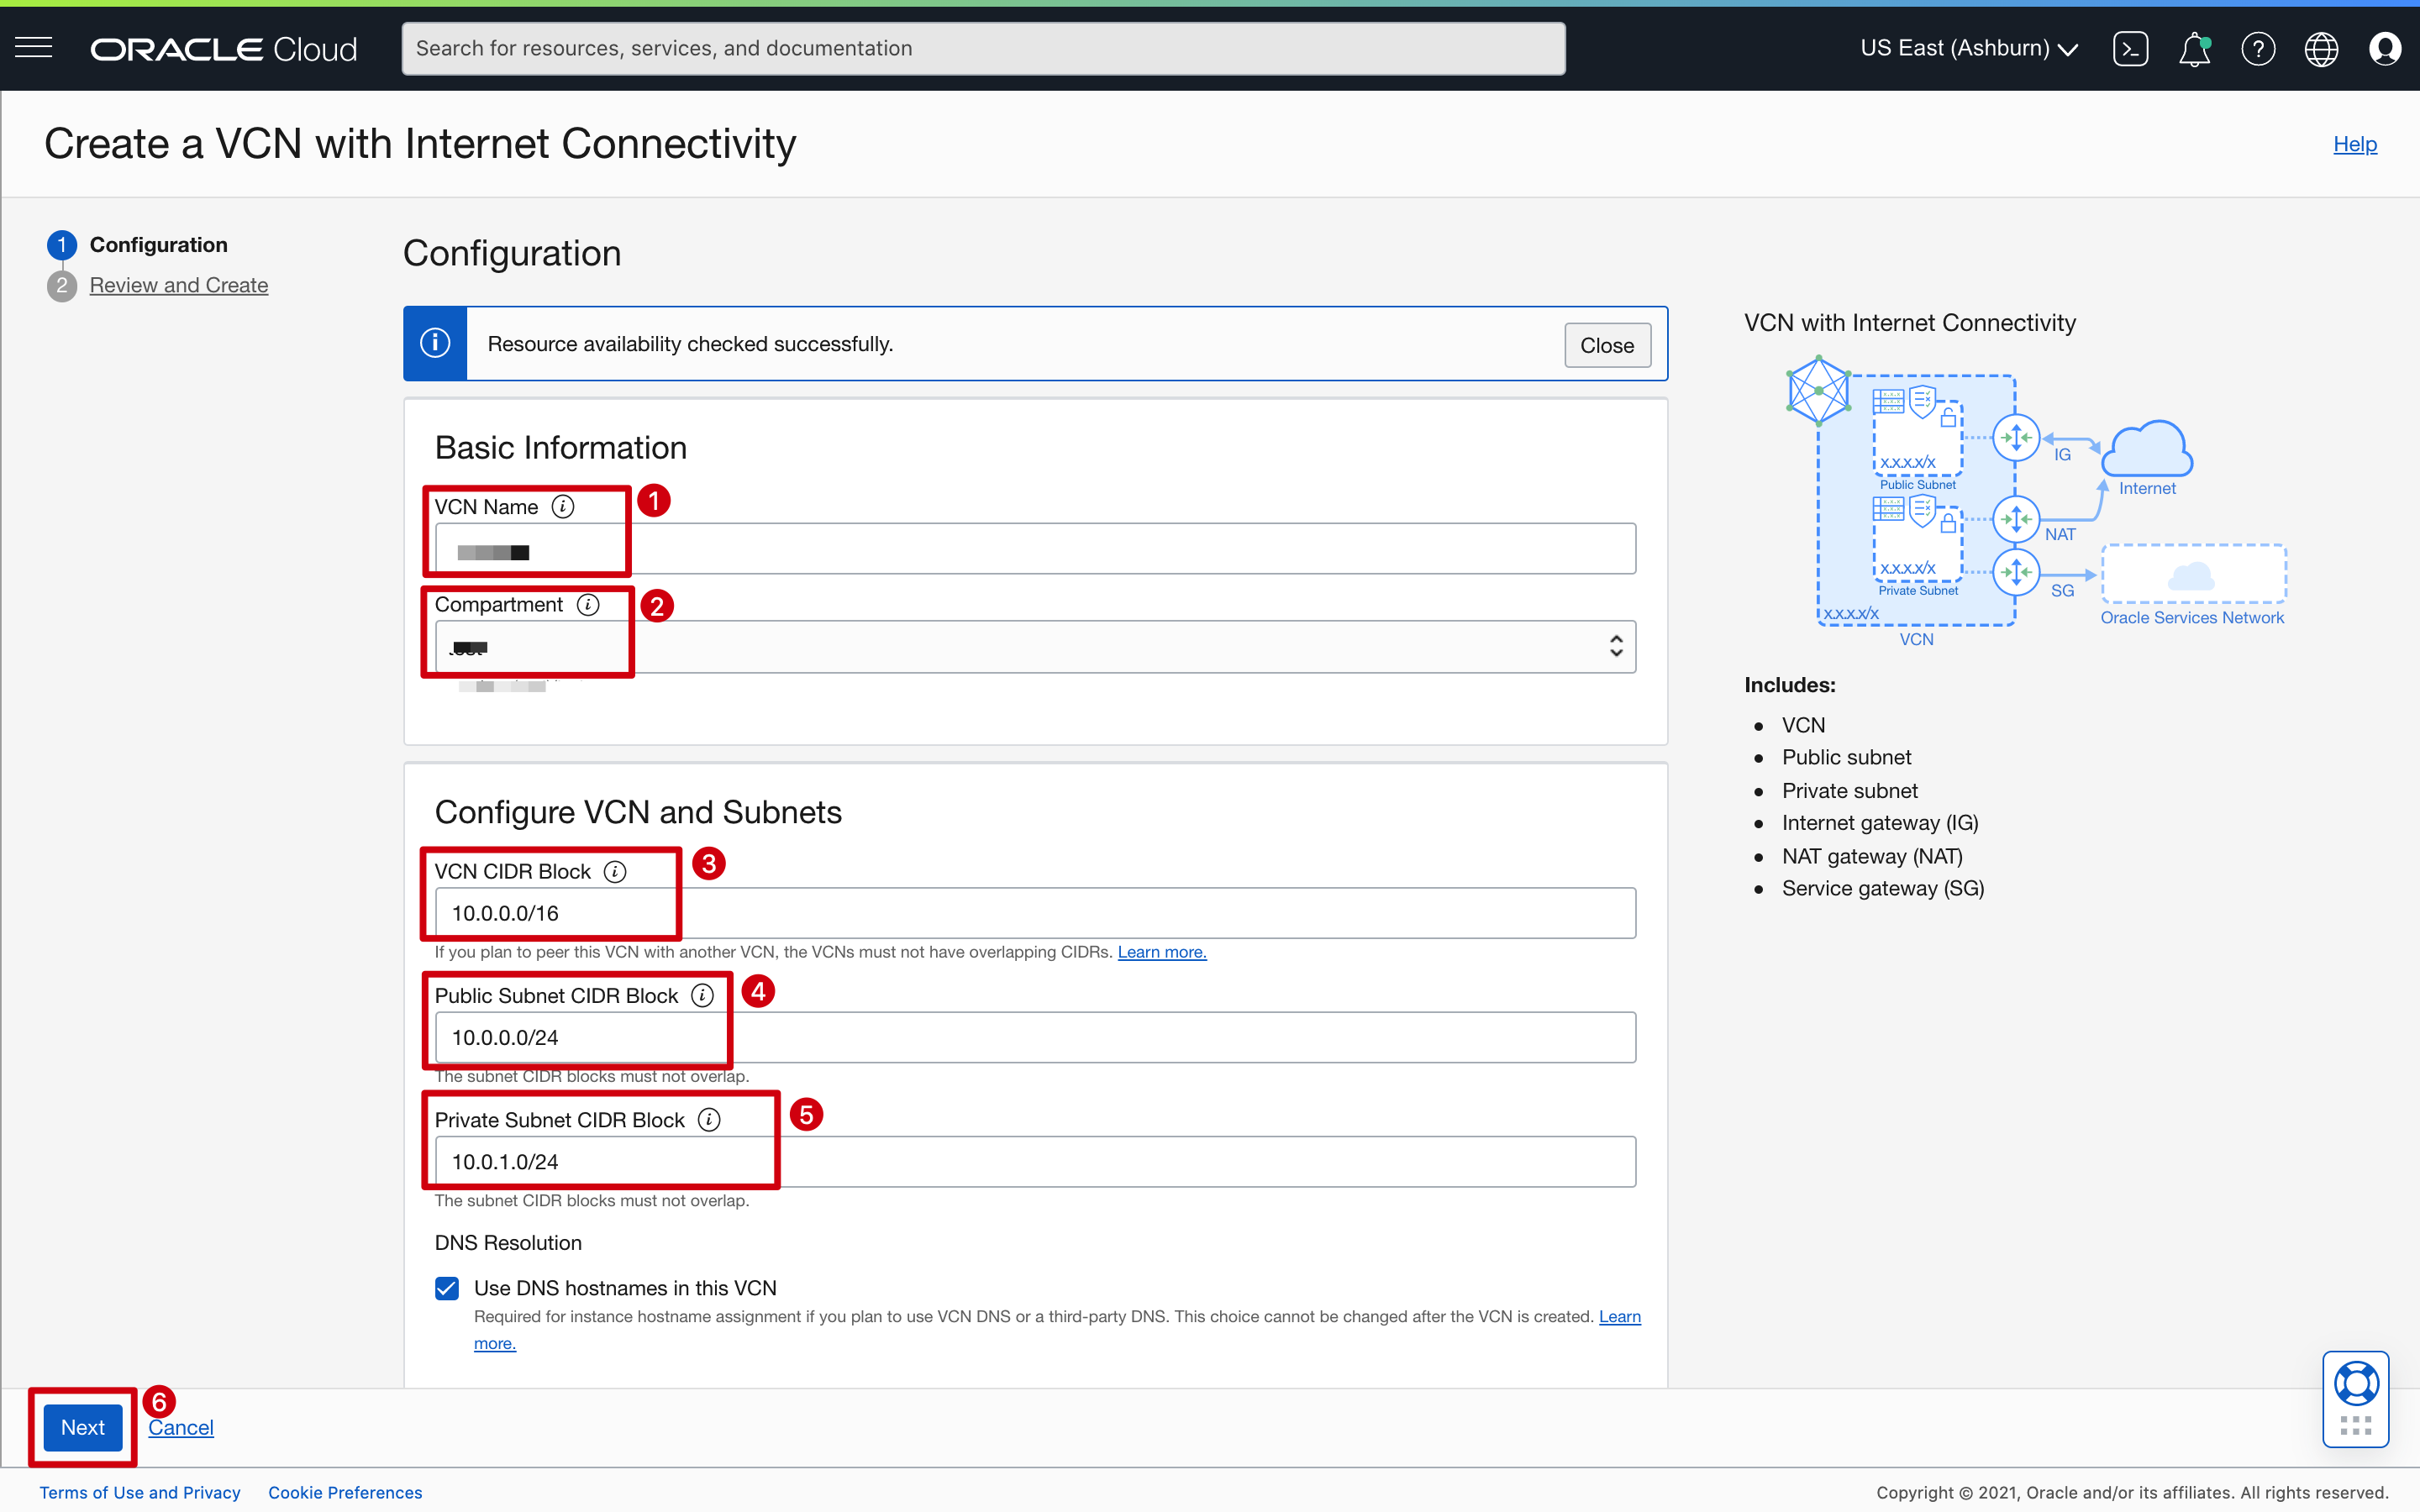 ORACLE Cloud
Search for resources, services, and documentation
US East (Ashburn)
Create a VCN with Internet Connectivity
Help
1 Configuration
2 Review and Create
Configuration
Resource availability checked successfully.
Close
Basic Information
VCN Name
1
Compartment
2
Configure VCN and Subnets
VCN CIDR Block
3
10.0.0.0/16
If you plan to peer this VCN with another VCN, the VCNs must not have overlapping CIDRs. Learn more.
Public Subnet CIDR Block
4
10.0.0.0/24
The subnet CIDR blocks must not overlap.
Private Subnet CIDR Block
5
10.0.1.0/24
The subnet CIDR blocks must not overlap.
DNS Resolution
Use DNS hostnames in this VCN
Required for instance hostname assignment if you plan to use VCN DNS or a third-party DNS. This choice cannot be changed after the VCN is created. Learn
more.
VCN with Internet Connectivity
x.x.x.x/x
Public Subnet
IG
Internet
x.x.x.x/x
Private Subnet
NAT
SG
x.x.x.x/x
VCN
Oracle Services Network
Includes:
VCN
Public subnet
Private subnet
Internet gateway (IG)
NAT gateway (NAT)
Service gateway (SG)
Next
6
Cancel
Terms of Use and Privacy
Cookie Preferences
Copyright © 2021, Oracle and/or its affiliates. All rights reserved.